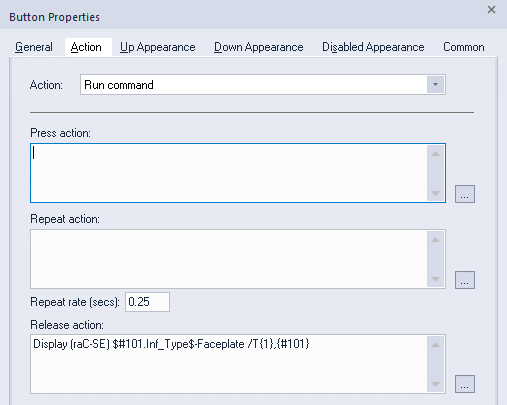 Button Properties
General Action Up Appearance Down Appearance Disabled Appearance Common
Action: Run command
Press action:
...
Repeat action:
...
Repeat rate (secs): 0.25
Release action:
Display (raC-SE) $#101.Inf_Type$-Faceplate /T{1},{#101}
...